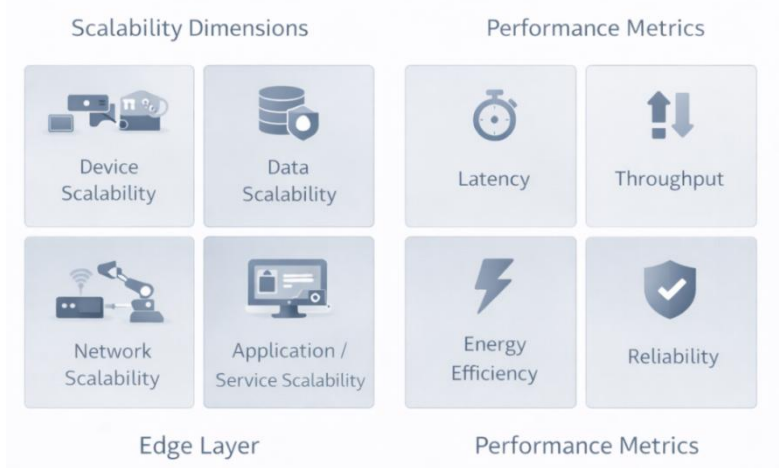 Scalability Dimensions
Performance Metrics
Device
Scalability
Data
Scalability
Latency
Throughput
Network
Scalability
Application /
Service Scalability
Energy
Efficiency
Reliability
Edge Layer
Performance Metrics